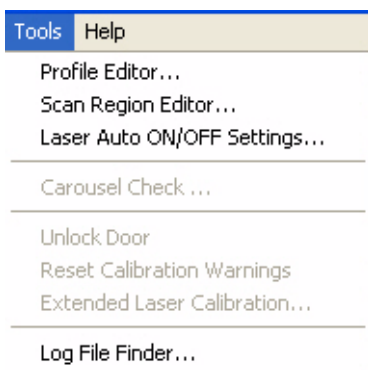 Tools Help
Profile Editor...
Scan Region Editor...
Laser Auto ON/OFF Settings...
Carousel Check ...
Unlock Door
Reset Calibration Warnings
Extended Laser Calibration...
Log File Finder...